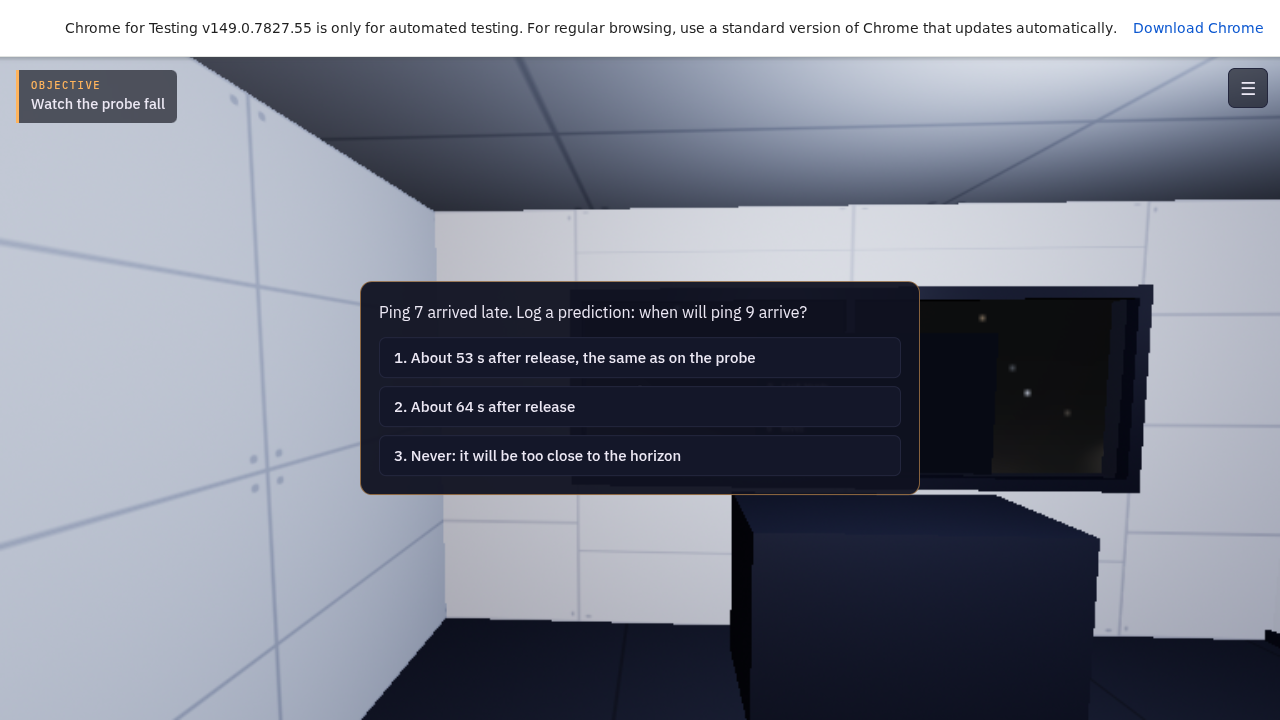 Chrome for Testing v149.0.7827.55 is only for automated testing. For regular browsing, use a standard version of Chrome that updates automatically. Download Chrome
OBJECTIVE
Watch the probe fall
☰
Ping 7 arrived late. Log a prediction: when will ping 9 arrive?
1. About 53 s after release, the same as on the probe
2. About 64 s after release
3. Never: it will be too close to the horizon